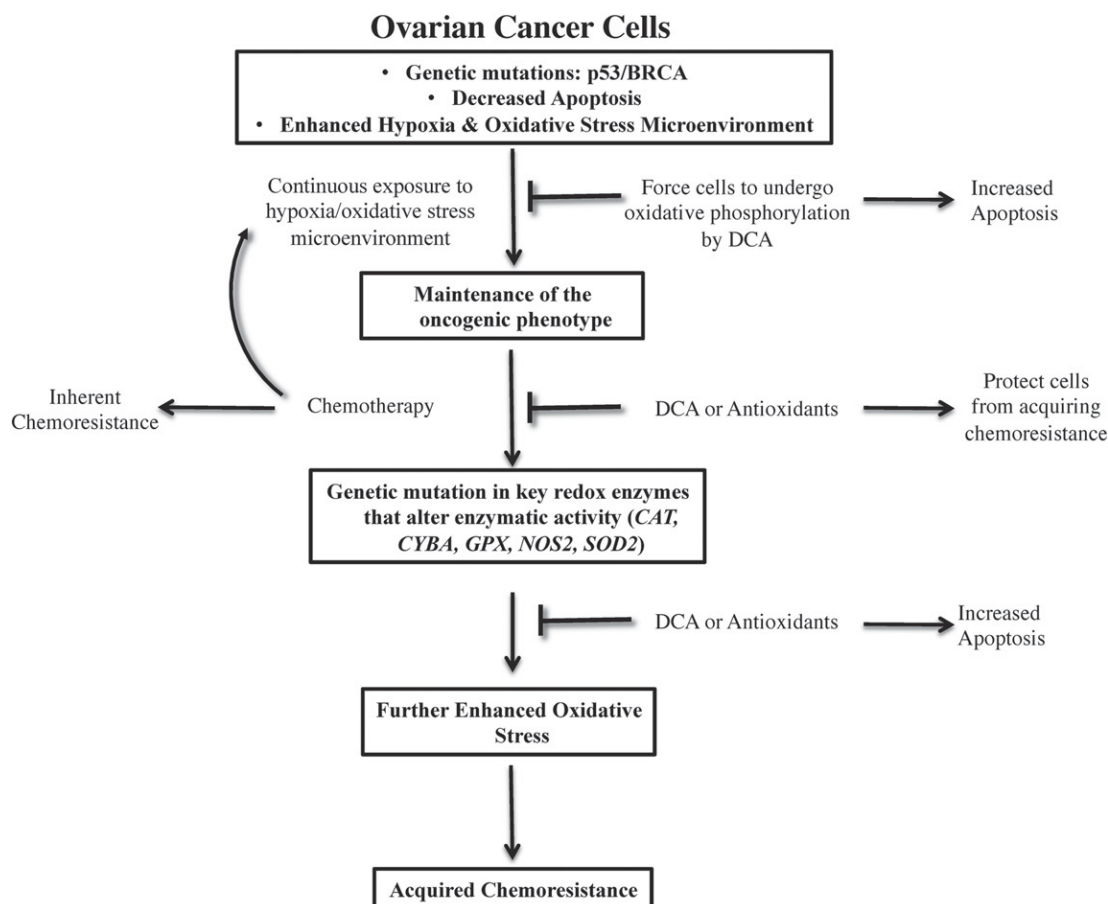 Ovarian Cancer Cells
• Genetic mutations: p53/BRCA
• Decreased Apoptosis
• Enhanced Hypoxia & Oxidative Stress Microenvironment
Continuous exposure to
hypoxia/oxidative stress
microenvironment
Force cells to undergo
oxidative phosphorylation
by DCA
Increased
Apoptosis
Maintenance of the
oncogenic phenotype
Inherent
Chemoresistance
Chemotherapy
DCA or Antioxidants
Protect cells
from acquiring
chemoresistance
Genetic mutation in key redox enzymes
that alter enzymatic activity (CAT,
CYBA, GPX, NOS2, SOD2)
DCA or Antioxidants
Increased
Apoptosis
Further Enhanced Oxidative
Stress
Acquired Chemoresistance